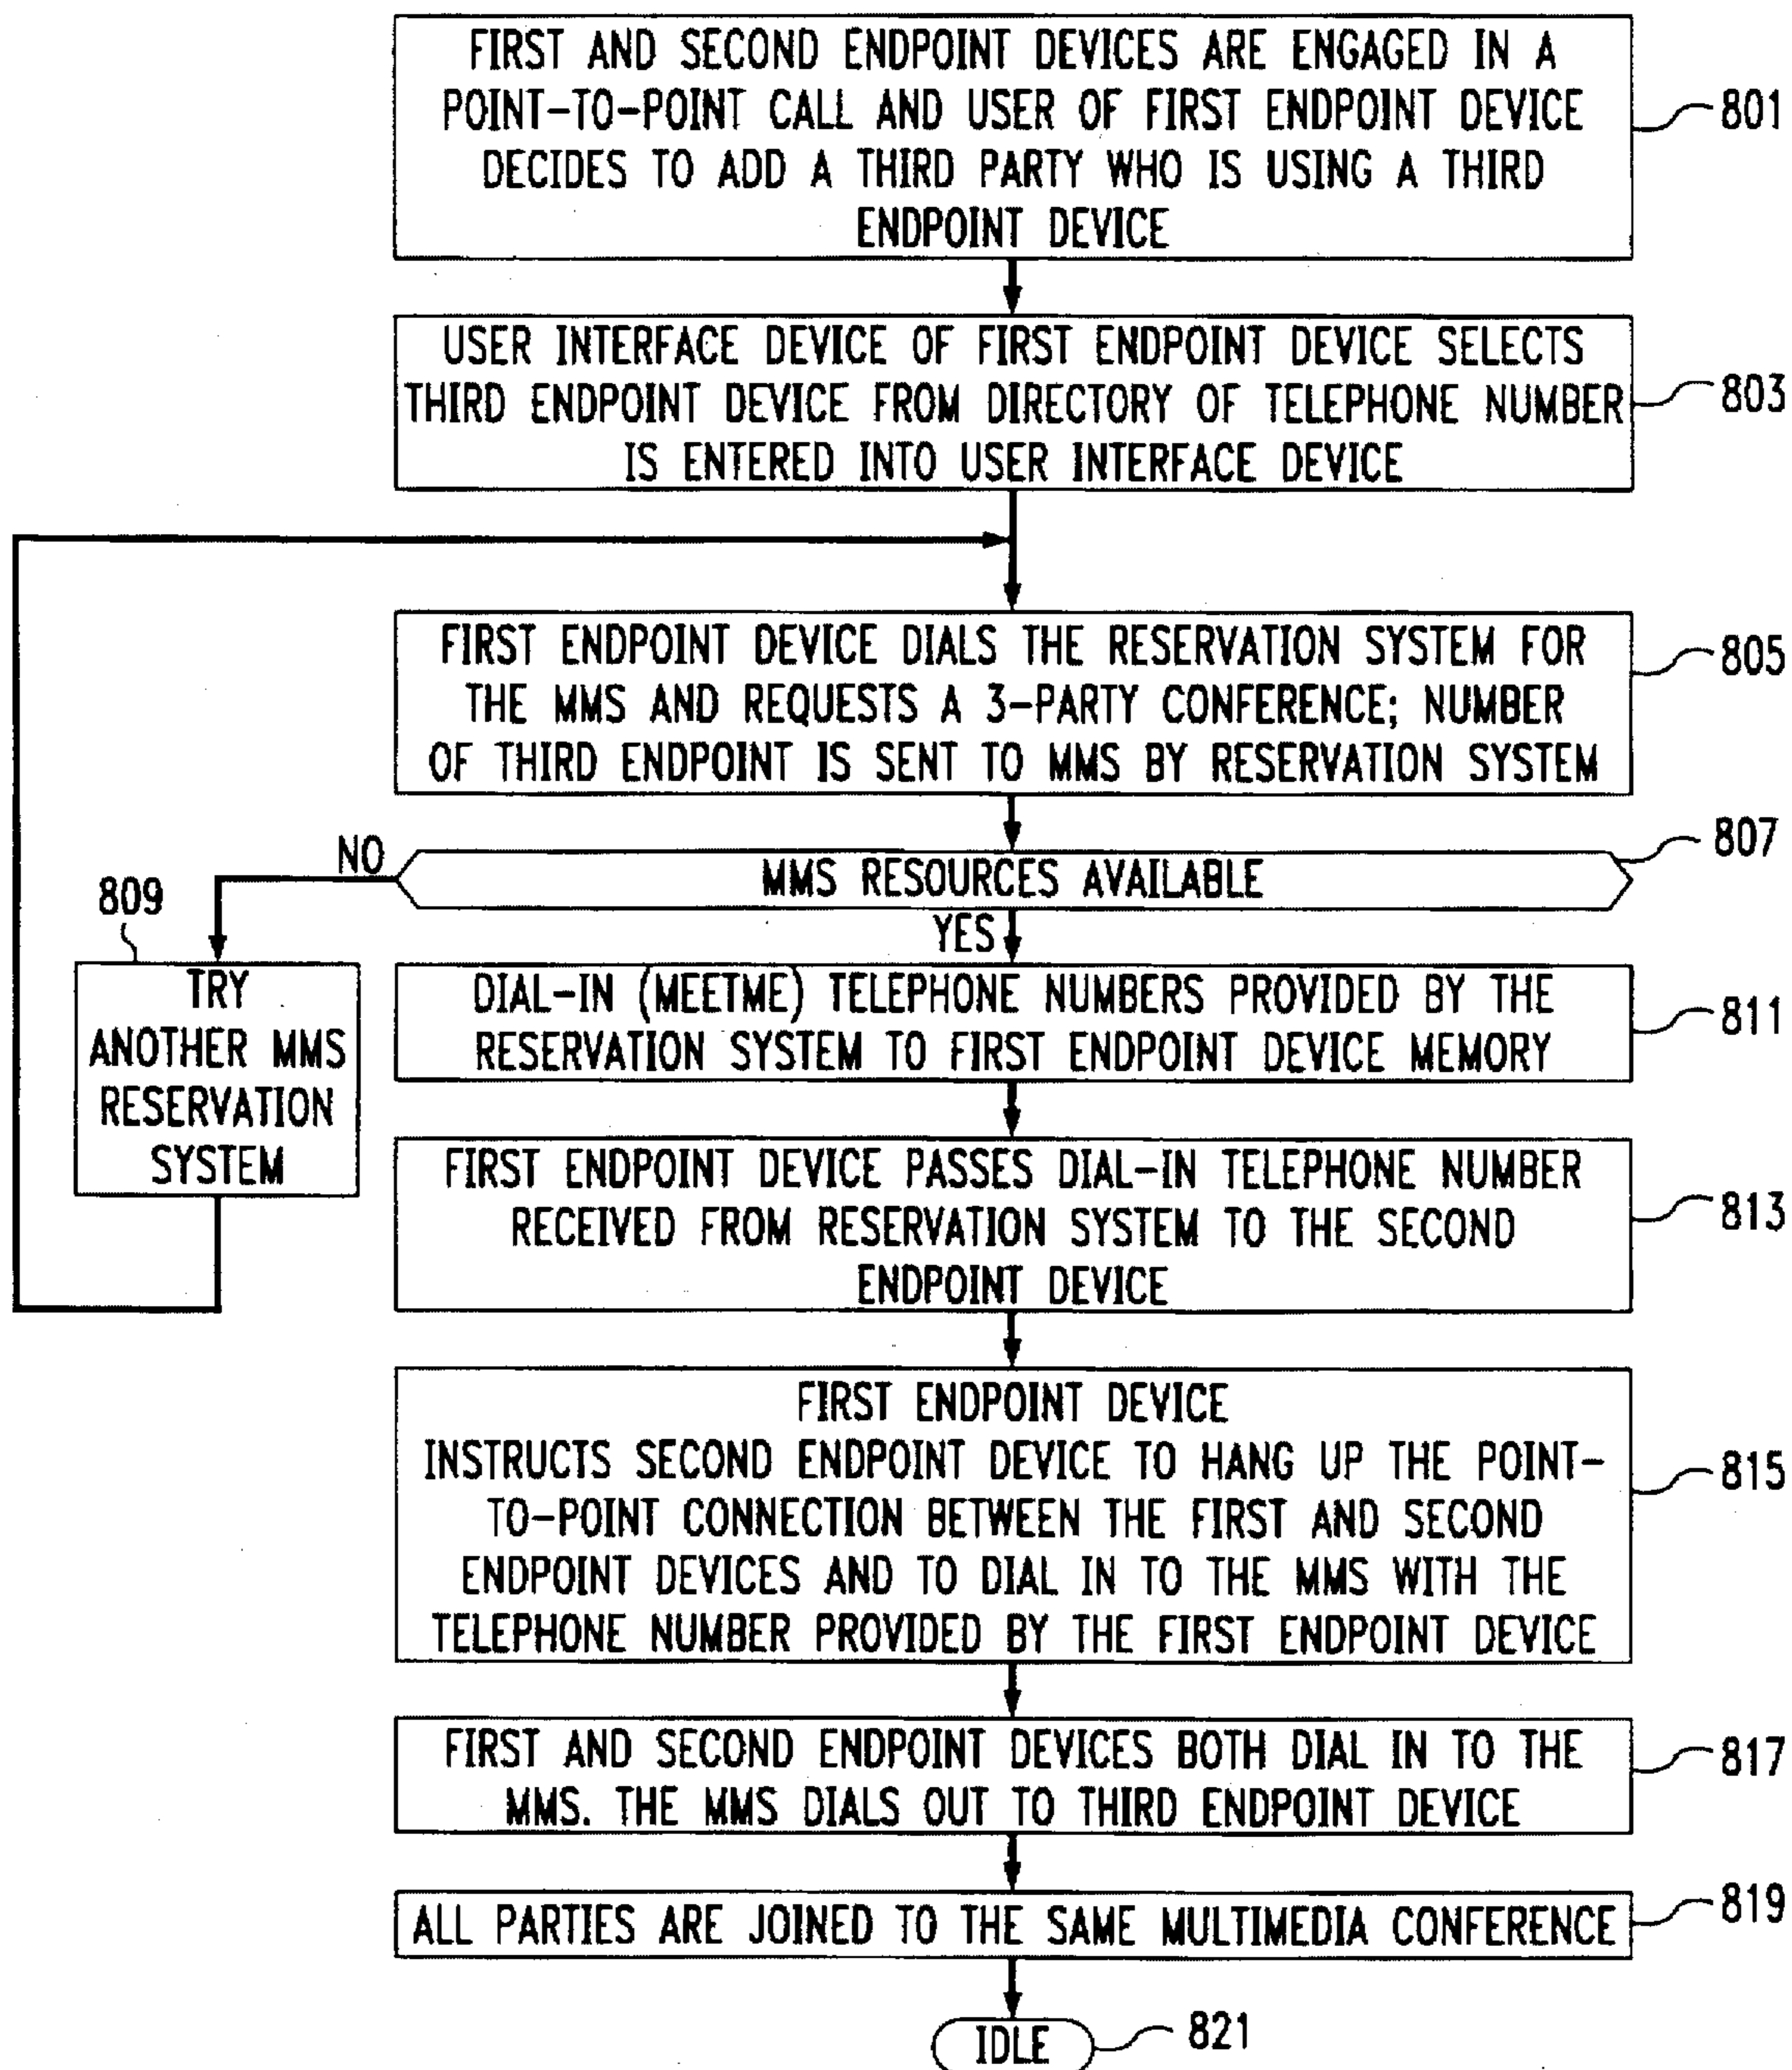 FIRST AND SECOND ENDPOINT DEVICES ARE ENGAGED IN A
POINT-TO-POINT CALL AND USER OF FIRST ENDPOINT DEVICE
DECIDES TO ADD A THIRD PARTY WHO IS USING A THIRD
ENDPOINT DEVICE
801
USER INTERFACE DEVICE OF FIRST ENDPOINT DEVICE SELECTS
THIRD ENDPOINT DEVICE FROM DIRECTORY OF TELEPHONE NUMBER
IS ENTERED INTO USER INTERFACE DEVICE
803
FIRST ENDPOINT DEVICE DIALS THE RESERVATION SYSTEM FOR
THE MMS AND REQUESTS A 3-PARTY CONFERENCE; NUMBER
OF THIRD ENDPOINT IS SENT TO MMS BY RESERVATION SYSTEM
805
MMS RESOURCES AVAILABLE
807
NO
YES
809
TRY
ANOTHER MMS
RESERVATION
SYSTEM
DIAL-IN (MEETME) TELEPHONE NUMBERS PROVIDED BY THE
RESERVATION SYSTEM TO FIRST ENDPOINT DEVICE MEMORY
811
FIRST ENDPOINT DEVICE PASSES DIAL-IN TELEPHONE NUMBER
RECEIVED FROM RESERVATION SYSTEM TO THE SECOND
ENDPOINT DEVICE
813
FIRST ENDPOINT DEVICE
INSTRUCTS SECOND ENDPOINT DEVICE TO HANG UP THE POINT-
TO-POINT CONNECTION BETWEEN THE FIRST AND SECOND
ENDPOINT DEVICES AND TO DIAL IN TO THE MMS WITH THE
TELEPHONE NUMBER PROVIDED BY THE FIRST ENDPOINT DEVICE
815
FIRST AND SECOND ENDPOINT DEVICES BOTH DIAL IN TO THE
MMS. THE MMS DIALS OUT TO THIRD ENDPOINT DEVICE
817
ALL PARTIES ARE JOINED TO THE SAME MULTIMEDIA CONFERENCE
819
IDLE
821